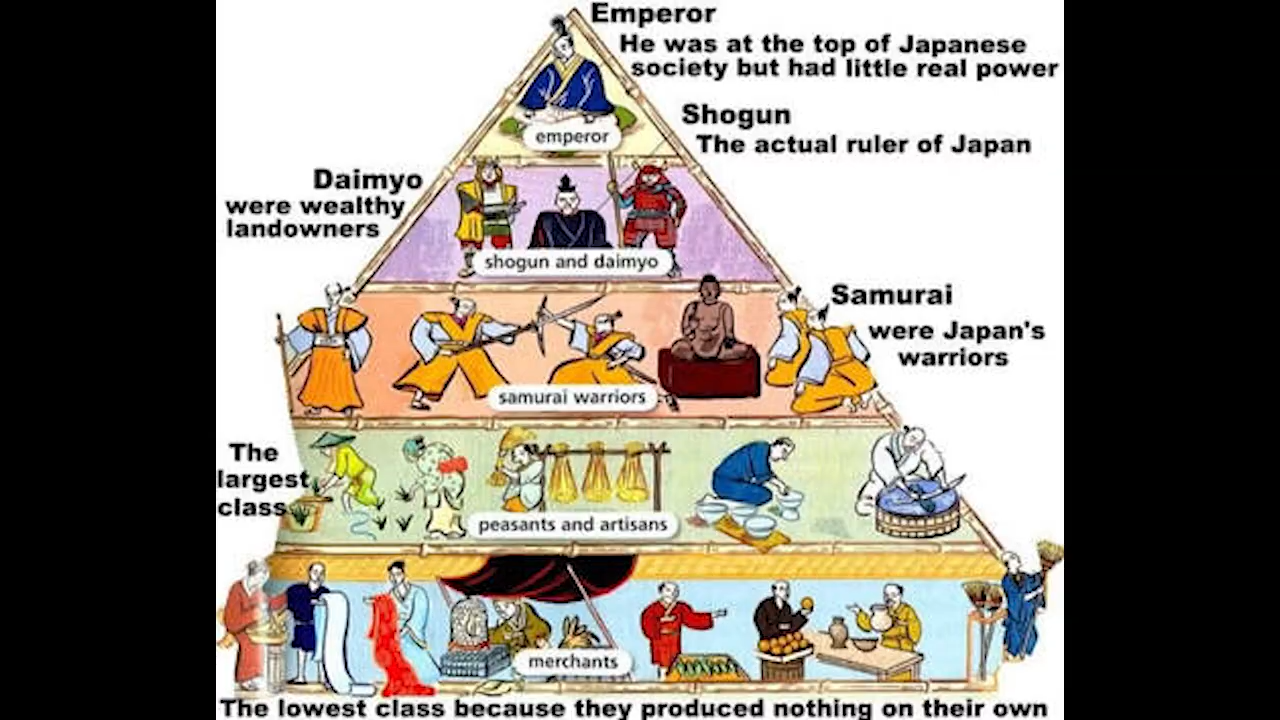 Emperor
He was at the top of Japanese
society but had little real power
emperor
Shogun
The actual ruler of Japan
Daimyo
were wealthy
landowners
shogun and daimyo
Samurai
were Japan's
warriors
samurai warriors
The
largest
class
peasants and artisans
merchants
The lowest class because they produced nothing on their own